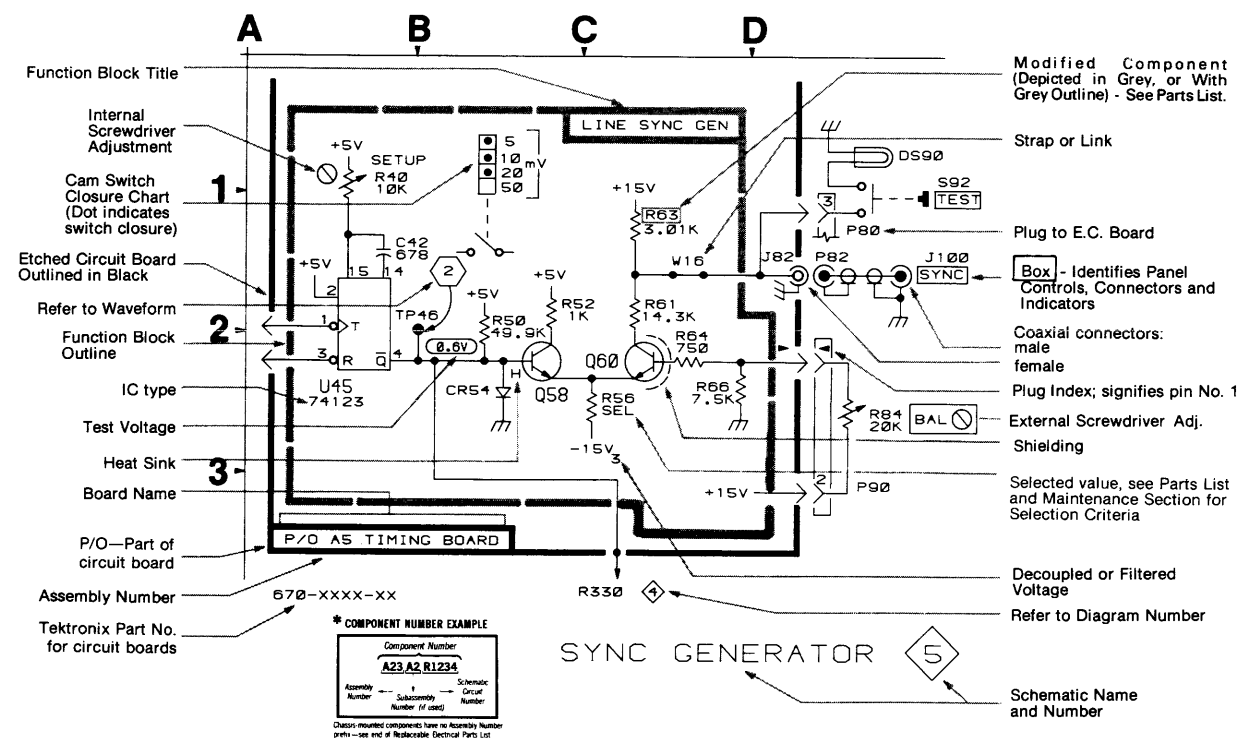 A B C D
Function Block Title
Internal
Screwdriver
Adjustment
Cam Switch
Closure Chart
(Dot indicates
switch closure)
Etched Circuit Board
Outlined in Black
Refer to Waveform
Function Block
Outline
IC type
Test Voltage
Heat Sink
Board Name
P/O—Part of
circuit board
Assembly Number
Tektronix Part No.
for circuit boards
1
2
3
LINE SYNC GEN
+5V
SETUP
R40
10K
5
10
20
50
mV
C42
678
15 14
+5V
2
1
T
3
R
Q̅
4
U45
74123
2
TP46
0.6V
+5V
R50
49.9K
CR54
H
+5V
R52
1K
Q58
Q60
+15V
R63
3.01K
W16
R61
14.3K
R64
750
R66
7.5K
R56
SEL
-15V3
+15V
DS90
S92
TEST
3
P80
J82 P82
J100
SYNC
R84
20K
BAL
2
P90
P/O A5 TIMING BOARD
670-XXXX-XX
R330
4
SYNC GENERATOR 5
* COMPONENT NUMBER EXAMPLE
Component Number
A23 A2 R1234
Assembly
Number
Subassembly
Number (if used)
Schematic
Circuit
Number
Chassis-mounted components have no Assembly Number
prefix—see end of Replaceable Electrical Parts List
Modified Component
(Depicted in Grey, or With
Grey Outline) - See Parts List.
Strap or Link
Plug to E.C. Board
Box - Identifies Panel
Controls, Connectors and
Indicators
Coaxial connectors:
male
female
Plug Index; signifies pin No. 1
External Screwdriver Adj.
Shielding
Selected value, see Parts List
and Maintenance Section for
Selection Criteria
Decoupled or Filtered
Voltage
Refer to Diagram Number
Schematic Name
and Number